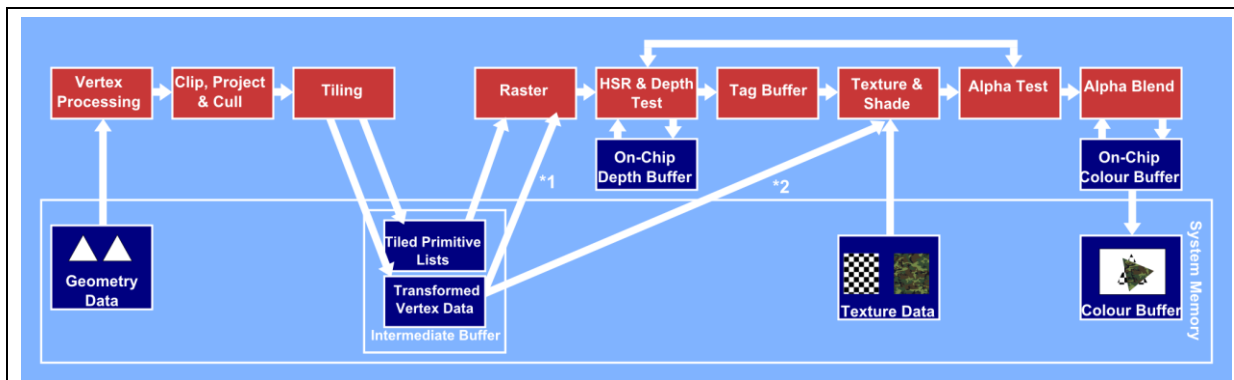 Vertex
Processing
Clip, Project
& Cull
Tiling
Raster
HSR & Depth
Test
Tag Buffer
Texture &
Shade
Alpha Test
Alpha Blend
On-Chip
Depth Buffer
On-Chip
Colour Buffer
*1
*2
Geometry
Data
Tiled Primitive
Lists
Transformed
Vertex Data
Intermediate Buffer
Texture Data
Colour Buffer
System Memory